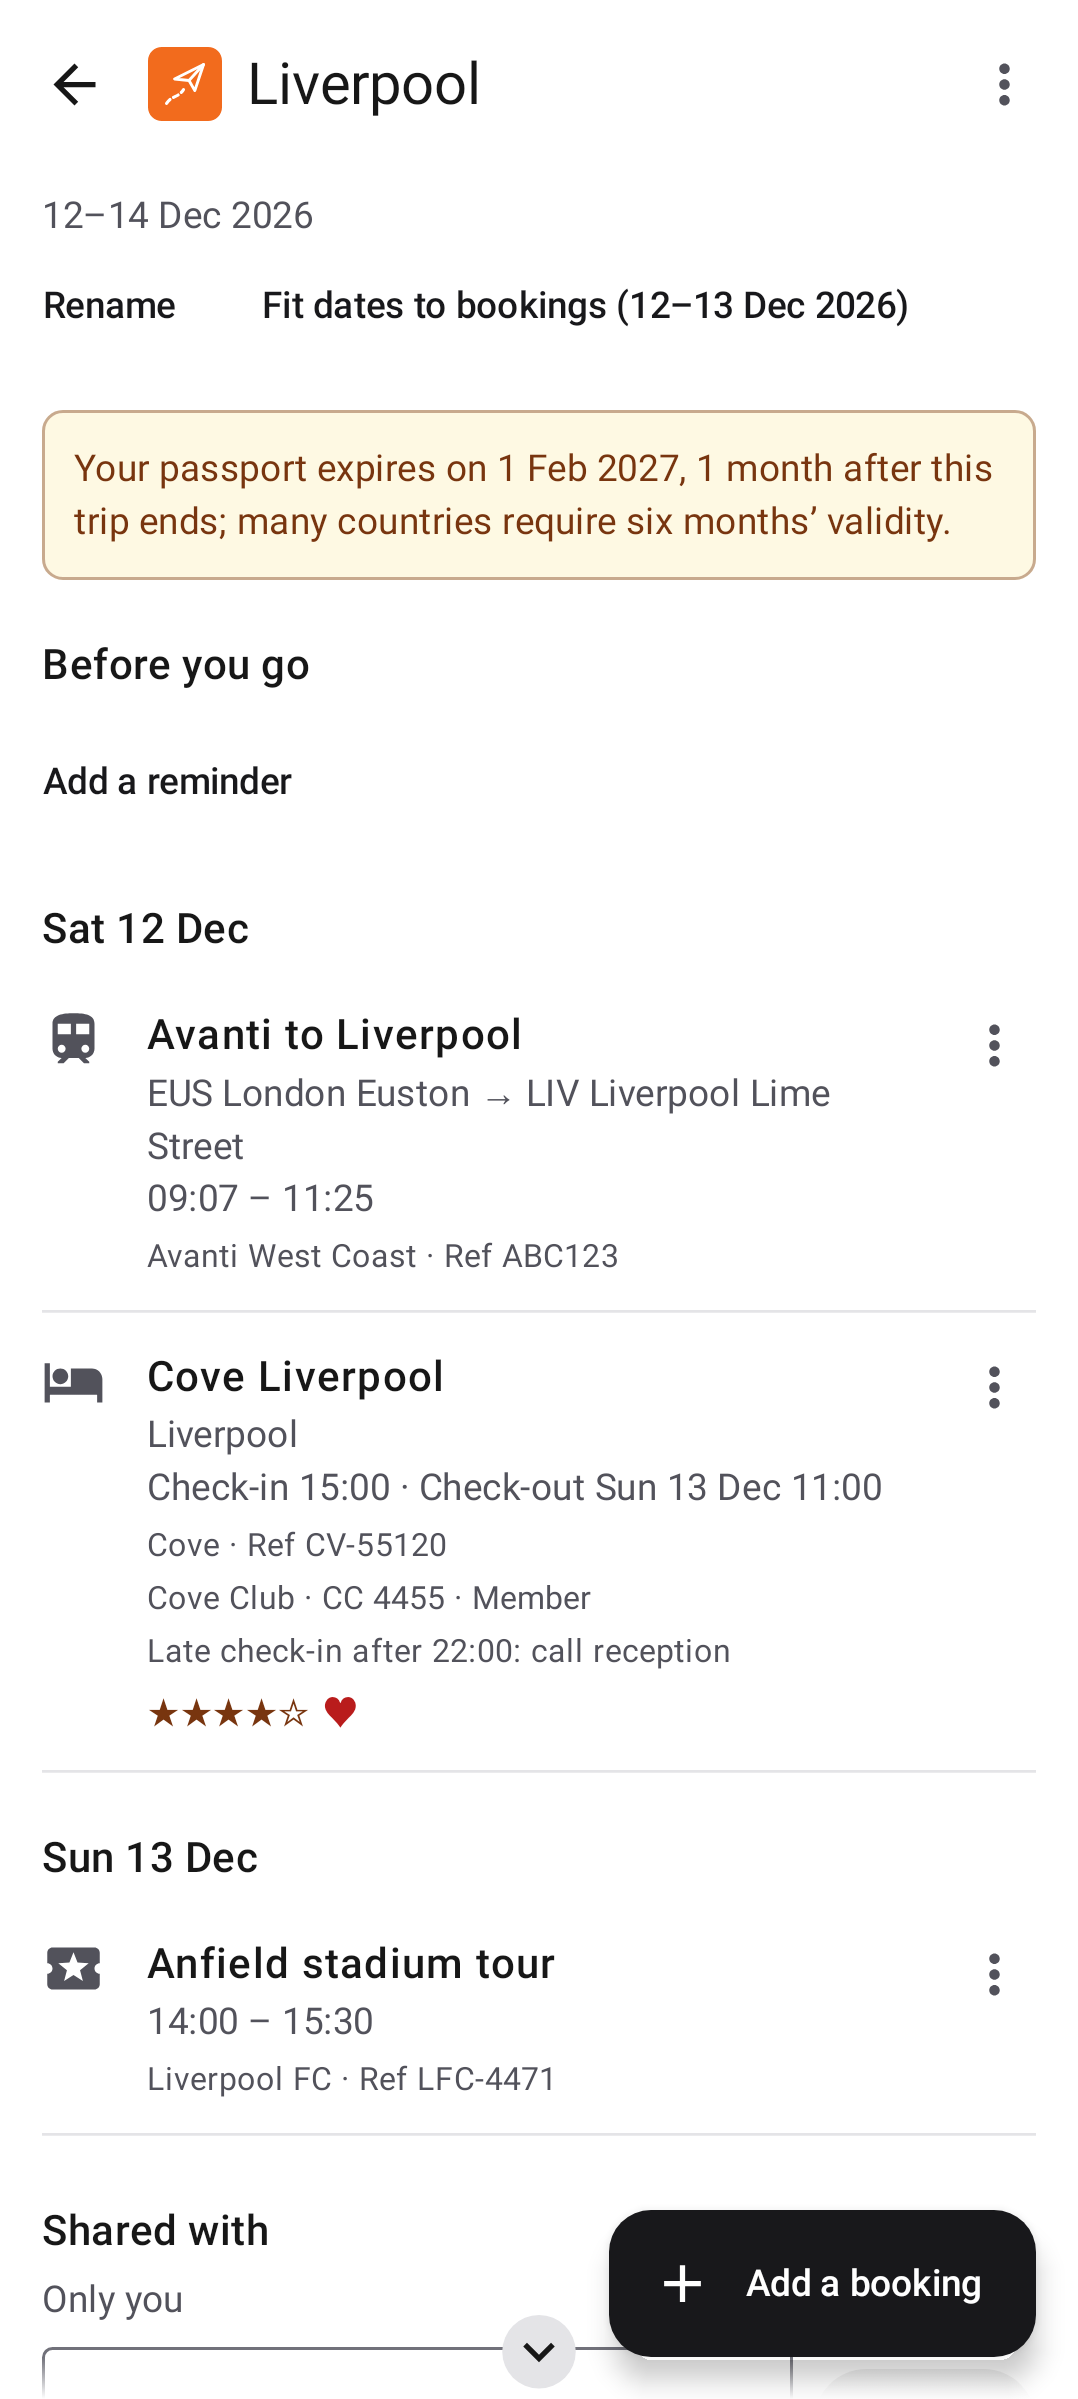 Liverpool
12–14 Dec 2026
Rename
Fit dates to bookings (12–13 Dec 2026)
Your passport expires on 1 Feb 2027, 1 month after this
trip ends; many countries require six months’ validity.
Before you go
Add a reminder
Sat 12 Dec
Avanti to Liverpool
EUS London Euston → LIV Liverpool Lime
Street
09:07 – 11:25
Avanti West Coast · Ref ABC123
Cove Liverpool
Liverpool
Check-in 15:00 · Check-out Sun 13 Dec 11:00
Cove · Ref CV-55120
Cove Club · CC 4455 · Member
Late check-in after 22:00: call reception
★★★★☆ ♥
Sun 13 Dec
Anfield stadium tour
14:00 – 15:30
Liverpool FC · Ref LFC-4471
Shared with
Only you
Add a booking